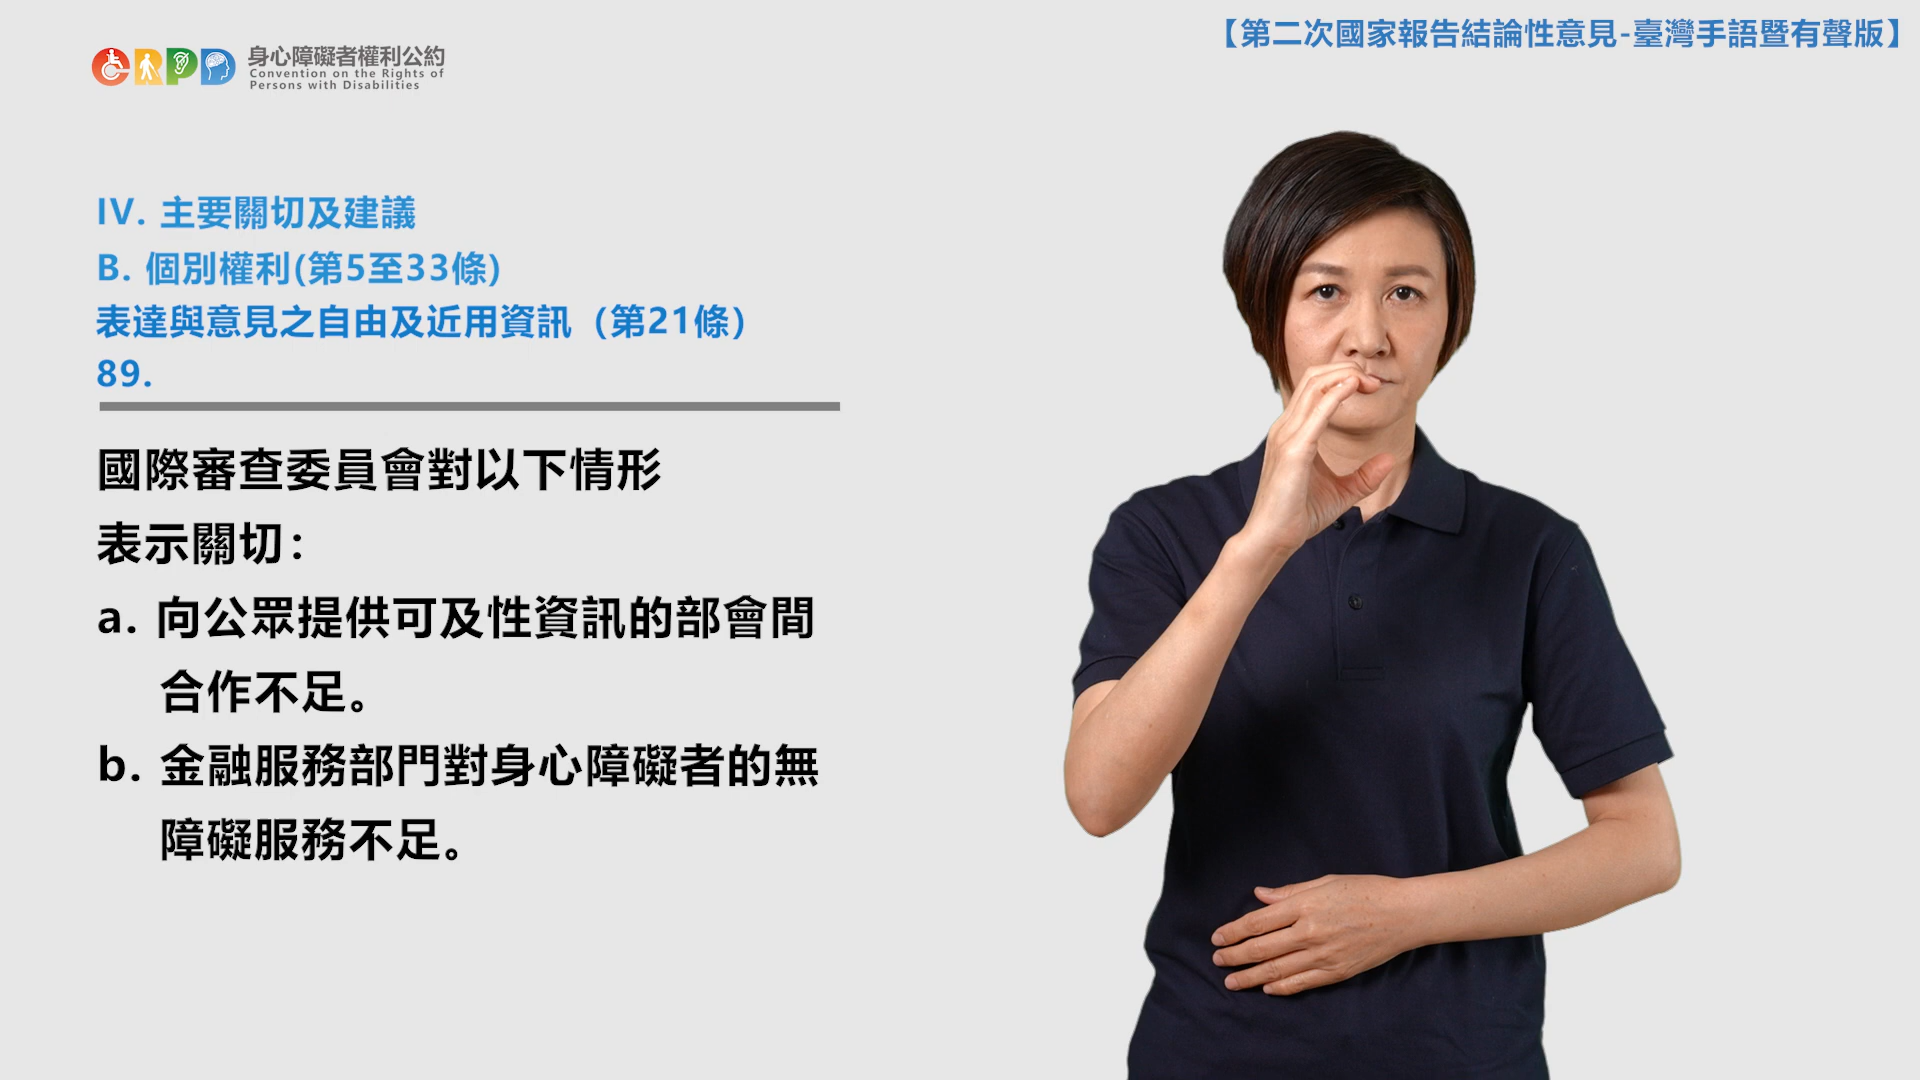 【第二次國家報告結論性意見-臺灣手語暨有聲版】
CRPD 身心障礙者權利公約
Convention on the Rights of
Persons with Disabilities
IV. 主要關切及建議
B. 個別權利(第5至33條)
表達與意見之自由及近用資訊（第21條）
89.
國際審查委員會對以下情形
表示關切：
a. 向公眾提供可及性資訊的部會間
合作不足。
b. 金融服務部門對身心障礙者的無
障礙服務不足。